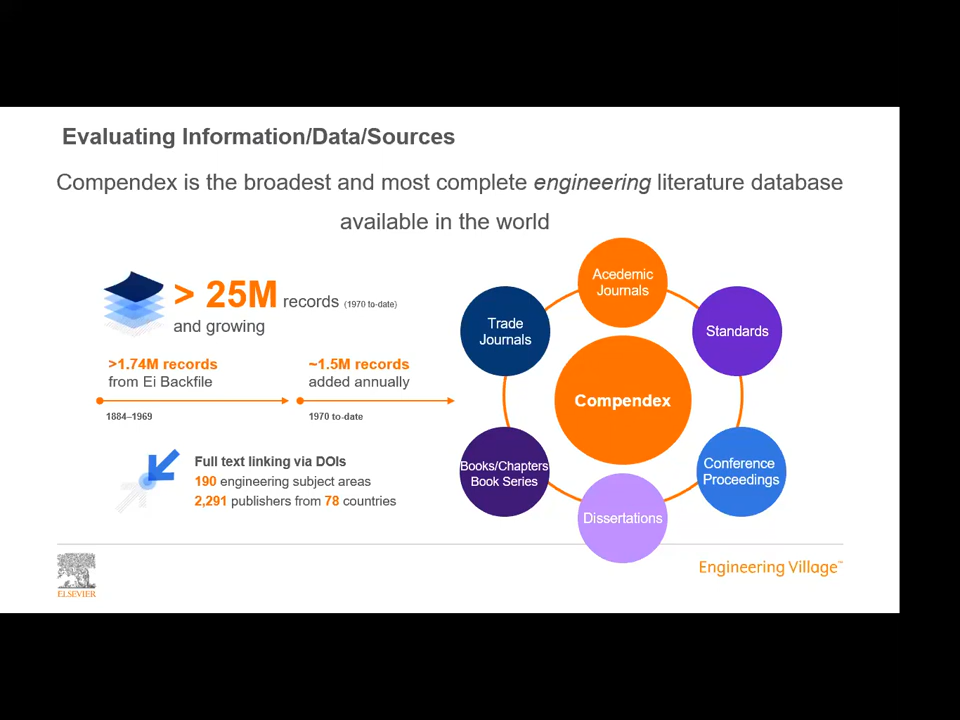 Evaluating Information/Data/Sources
Compendex is the broadest and most complete engineering literature database
available in the world
> 25M records (1970 to-date)
and growing
>1.74M records
from Ei Backfile
1884–1969
~1.5M records
added annually
1970 to-date
Full text linking via DOIs
190 engineering subject areas
2,291 publishers from 78 countries
Acedemic
Journals
Standards
Conference
Proceedings
Dissertations
Books/Chapters
Book Series
Trade
Journals
Compendex
ELSEVIER
Engineering Village™